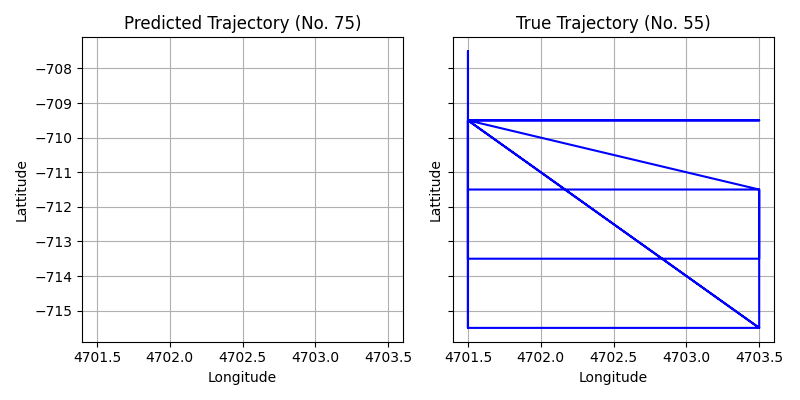 Predicted Trajectory (No. 75)
True Trajectory (No. 55)
−708
−709
−710
−711
−712
−713
−714
−715
Lattitude
Lattitude
4701.5 4702.0 4702.5 4703.0 4703.5
4701.5 4702.0 4702.5 4703.0 4703.5
Longitude
Longitude